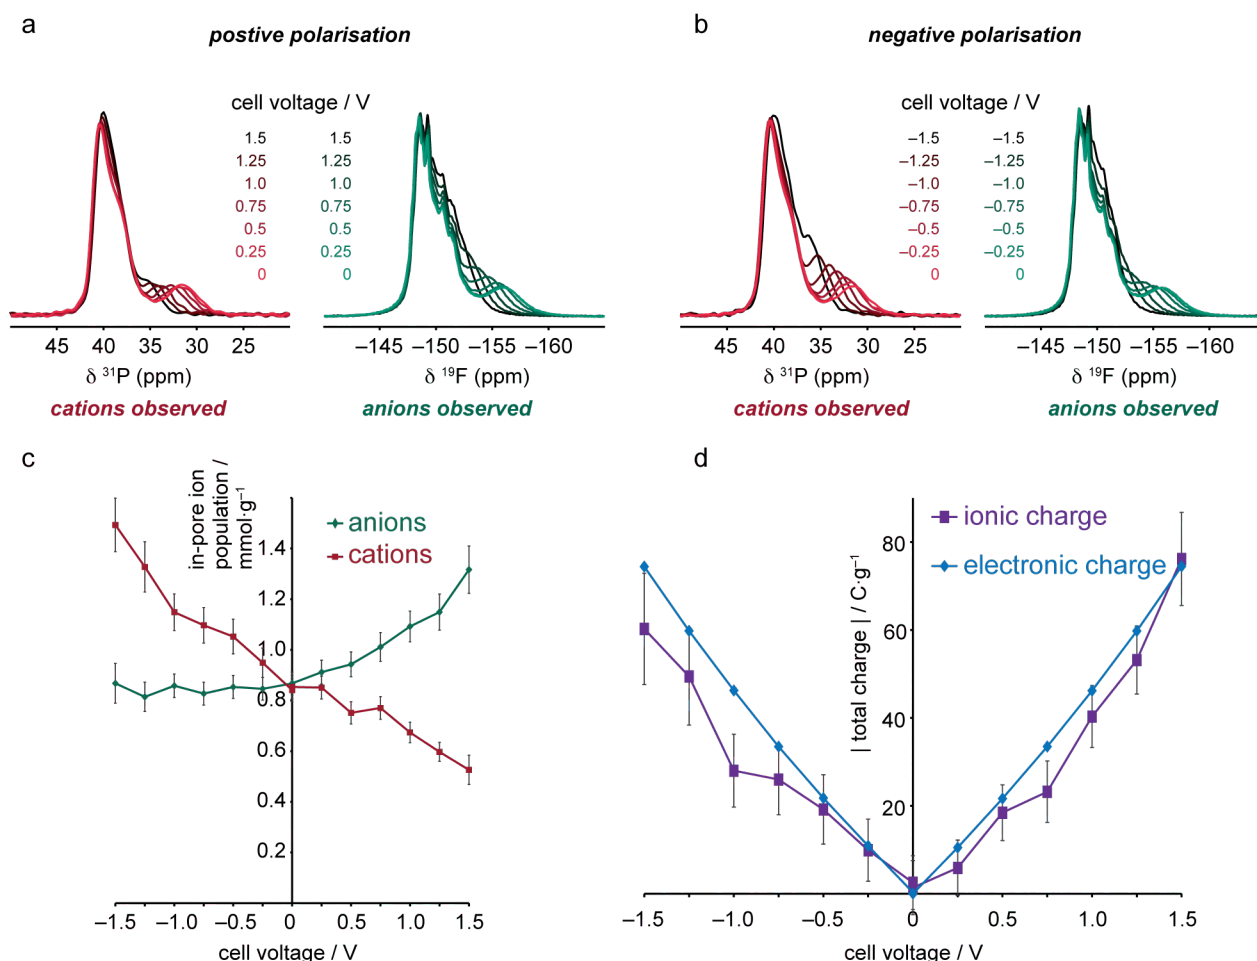 a
postive polarisation
cell voltage / V
1.5 1.5
1.25 1.25
1.0 1.0
0.75 0.75
0.5 0.5
0.25 0.25
0 0
45 40 35 30 25
δ ³¹P (ppm)
cations observed
–145 –150 –155 –160
δ ¹⁹F (ppm)
anions observed
b
negative polarisation
cell voltage / V
–1.5 –1.5
–1.25 –1.25
–1.0 –1.0
–0.75 –0.75
–0.5 –0.5
–0.25 –0.25
0 0
45 40 35 30 25
δ ³¹P (ppm)
cations observed
–145 –150 –155 –160
δ ¹⁹F (ppm)
anions observed
c
in-pore ion
population /
mmol·g⁻¹
anions
cations
1.4
1.2
1.0
0.8
0.6
0.4
0.2
–1.5 –1.0 –0.5 0 0.5 1.0 1.5
cell voltage / V
d
| total charge | / C·g⁻¹
ionic charge
electronic charge
80
60
40
20
–1.5 –1.0 –0.5 0 0.5 1.0 1.5
cell voltage / V